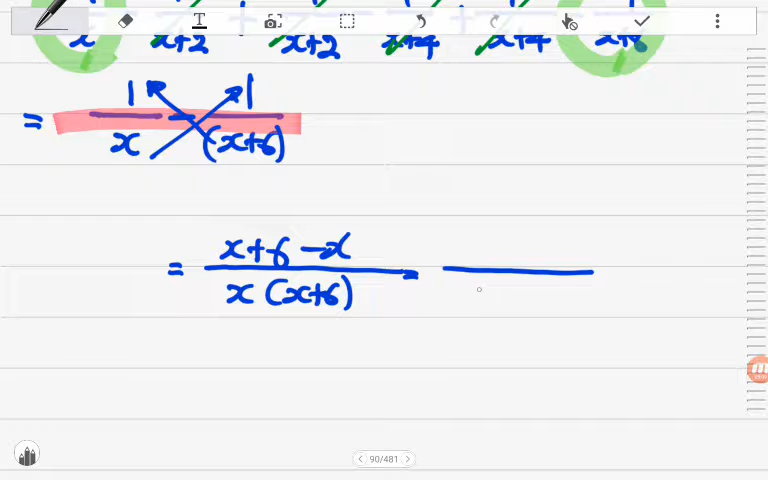 x x+2 x+2 x+4 x+4 x+6
= 1/x - 1/(x+6)
= x+6-x / x(x+6) =
90/481